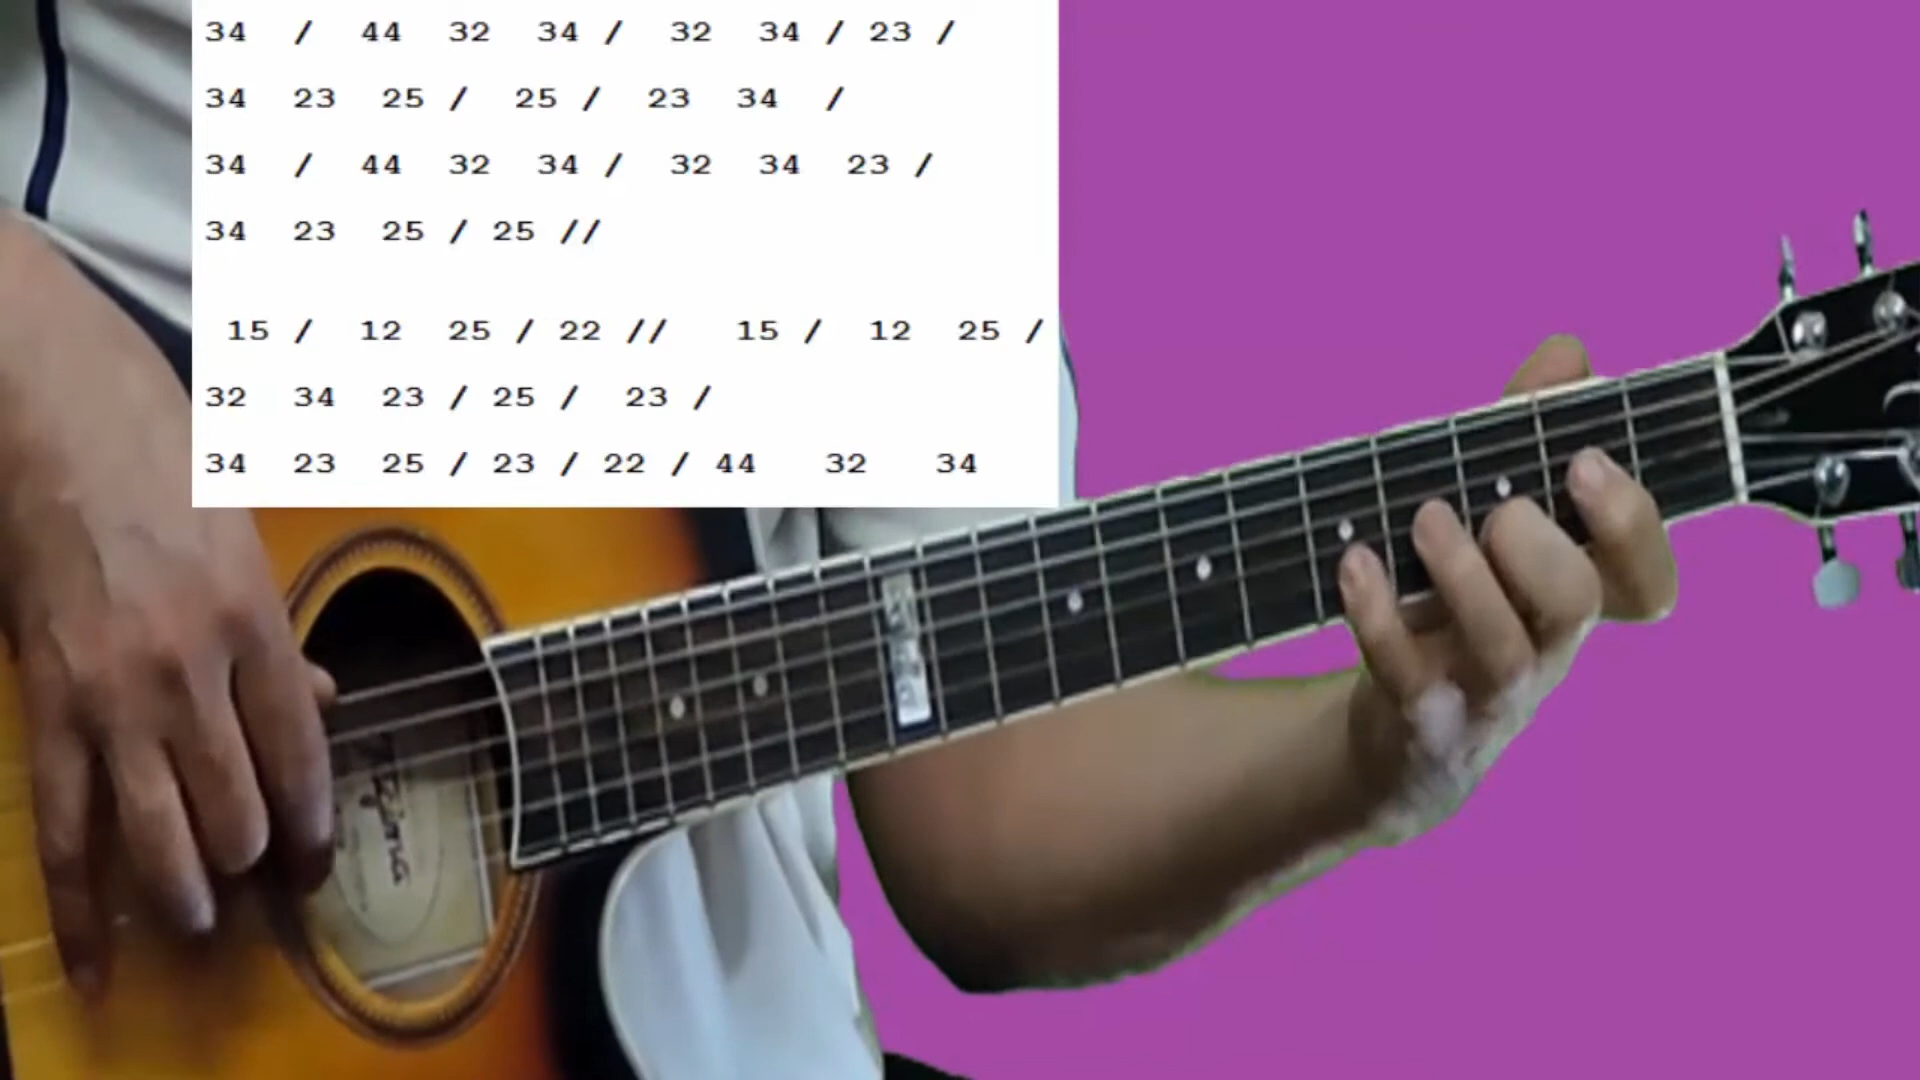 34 / 44 32 34 / 32 34 / 23 /
34 23 25 / 25 / 23 34 /
34 / 44 32 34 / 32 34 23 /
34 23 25 / 25 //
15 / 12 25 / 22 // 15 / 12 25 /
32 34 23 / 25 / 23 /
34 23 25 / 23 / 22 / 44 32 34